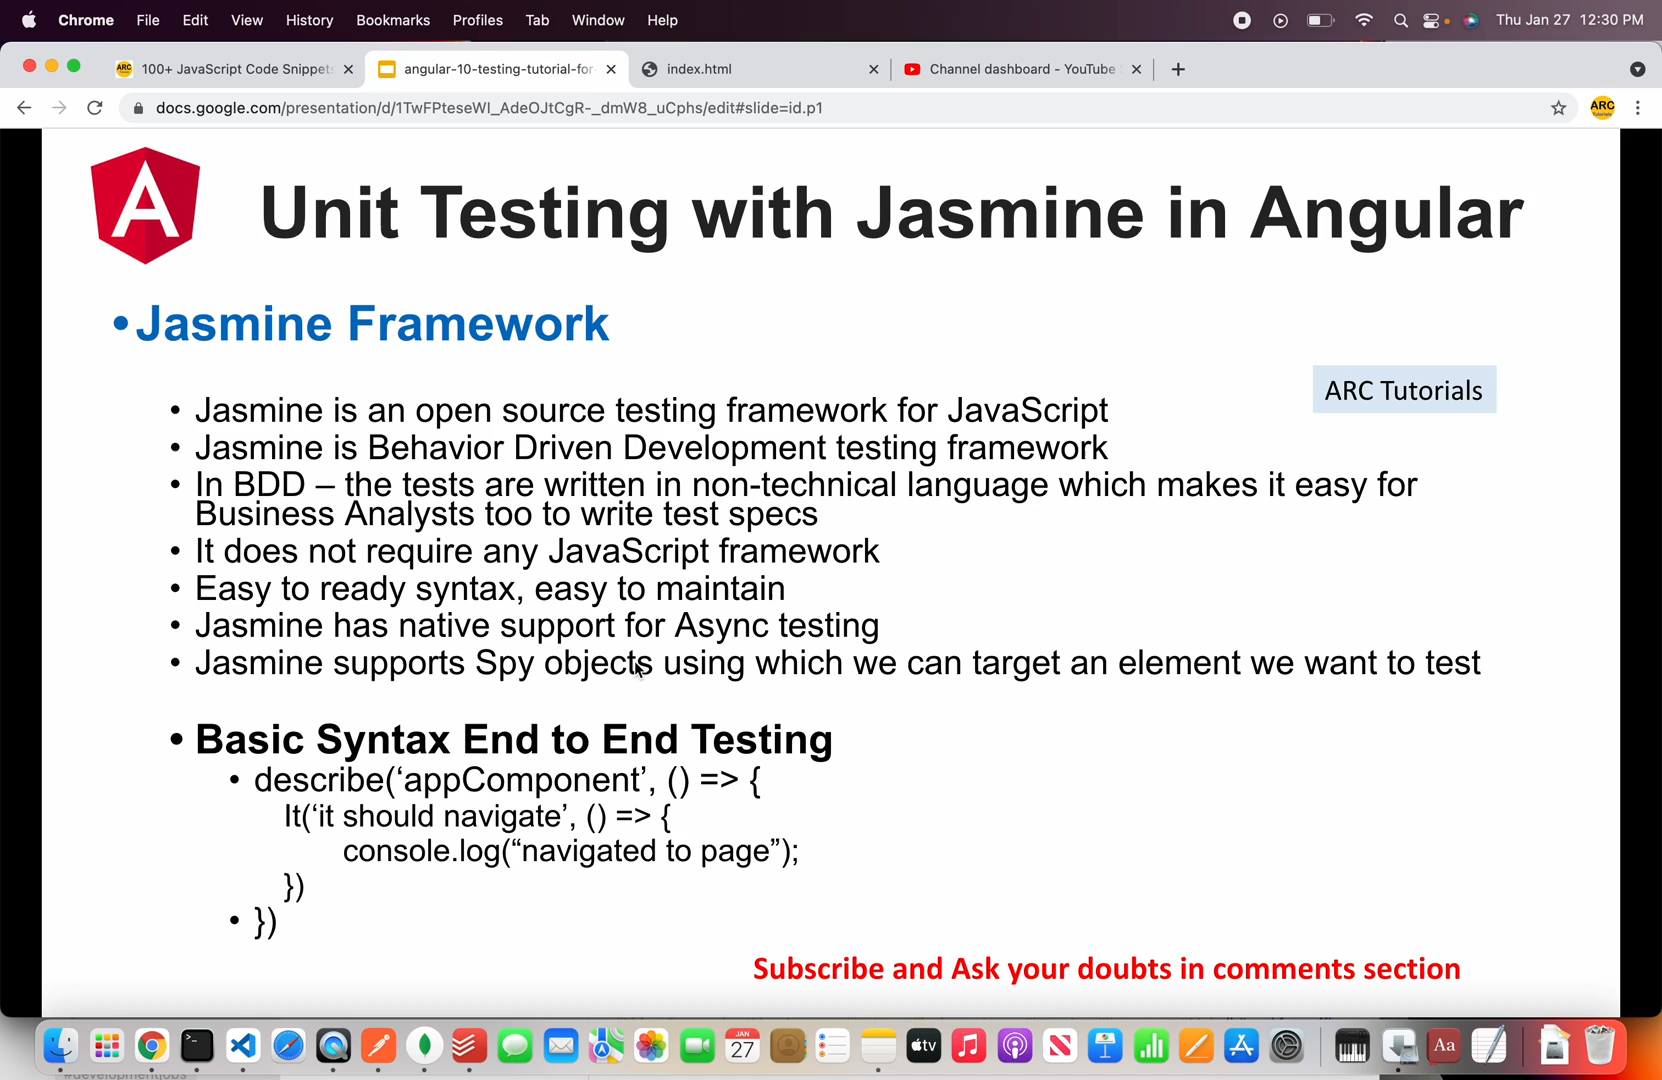 Chrome File Edit View History Bookmarks Profiles Tab Window Help Thu Jan 27 12:30 PM
100+ JavaScript Code Snippets angular-10-testing-tutorial-for- index.html Channel dashboard - YouTube
docs.google.com/presentation/d/1TwFPteseWI_AdeOJtCgR-_dmW8_uCphs/edit#slide=id.p1
ARC
Unit Testing with Jasmine in Angular
•Jasmine Framework
ARC Tutorials
• Jasmine is an open source testing framework for JavaScript
• Jasmine is Behavior Driven Development testing framework
• In BDD – the tests are written in non-technical language which makes it easy for
Business Analysts too to write test specs
• It does not require any JavaScript framework
• Easy to ready syntax, easy to maintain
• Jasmine has native support for Async testing
• Jasmine supports Spy objects using which we can target an element we want to test
• Basic Syntax End to End Testing
• describe(‘appComponent’, () => {
It(‘it should navigate’, () => {
console.log(“navigated to page”);
})
• })
Subscribe and Ask your doubts in comments section
JAN
27
tv
Aa
#developmentjobs